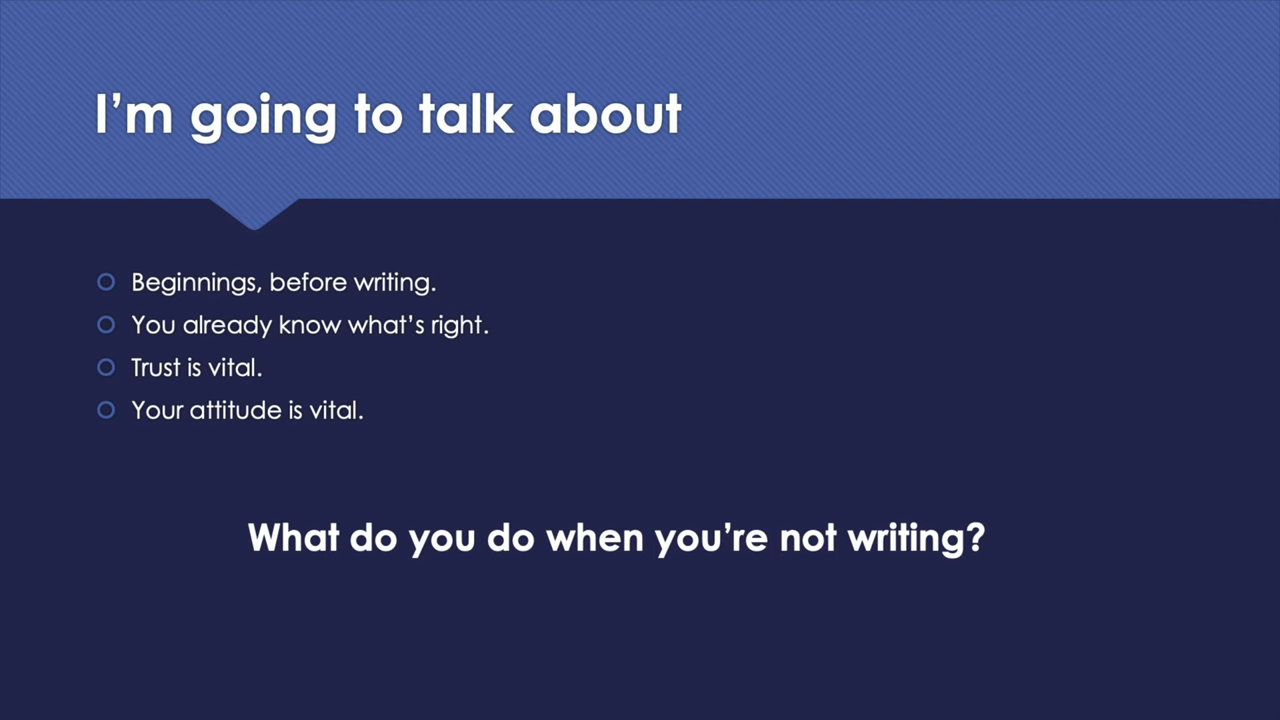 I’m going to talk about
Beginnings, before writing.
You already know what’s right.
Trust is vital.
Your attitude is vital.
What do you do when you’re not writing?